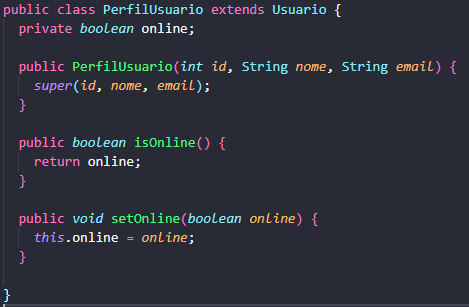 public class PerfilUsuario extends Usuario {
  private boolean online;

  public PerfilUsuario(int id, String nome, String email) {
    super(id, nome, email);
  }

  public boolean isOnline() {
    return online;
  }

  public void setOnline(boolean online) {
    this.online = online;
  }

}